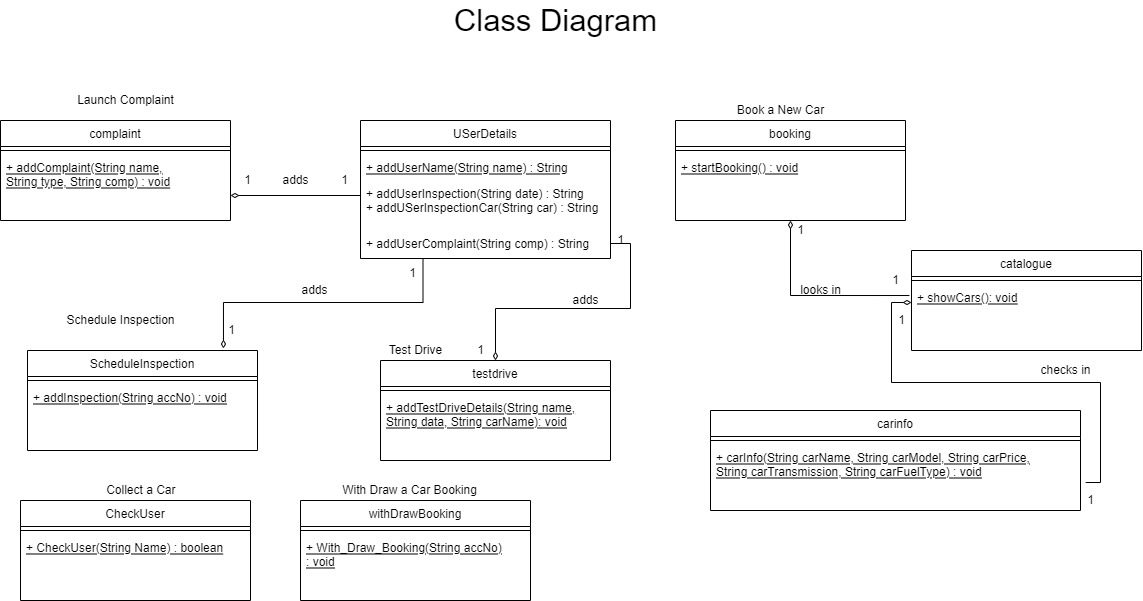 Class Diagram
Launch Complaint
complaint
+ addComplaint(String name,
String type, String comp) : void
1
adds
1
USerDetails
+ addUserName(String name) : String
+ addUserInspection(String date) : String
+ addUSerInspectionCar(String car) : String
+ addUserComplaint(String comp) : String
1
1
adds
adds
Schedule Inspection
1
ScheduleInspection
+ addInspection(String accNo) : void
Test Drive
1
testdrive
+ addTestDriveDetails(String name,
String data, String carName): void
Book a New Car
booking
+ startBooking() : void
1
looks in
1
catalogue
+ showCars(): void
1
checks in
carinfo
+ carInfo(String carName, String carModel, String carPrice,
String carTransmission, String carFuelType) : void
1
Collect a Car
CheckUser
+ CheckUser(String Name) : boolean
With Draw a Car Booking
withDrawBooking
+ With_Draw_Booking(String accNo)
: void